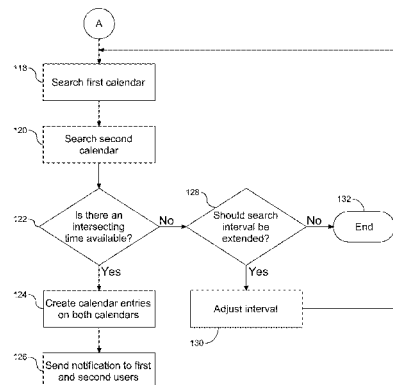 A
118
Search first calendar
120
Search second
calendar
122
Is there an
intersecting
time available?
No
128
Should search
interval be
extended?
No
132
End
Yes
Yes
124
Create calendar entries
on both calendars
Adjust interval
130
126
Send notification to first
and second users